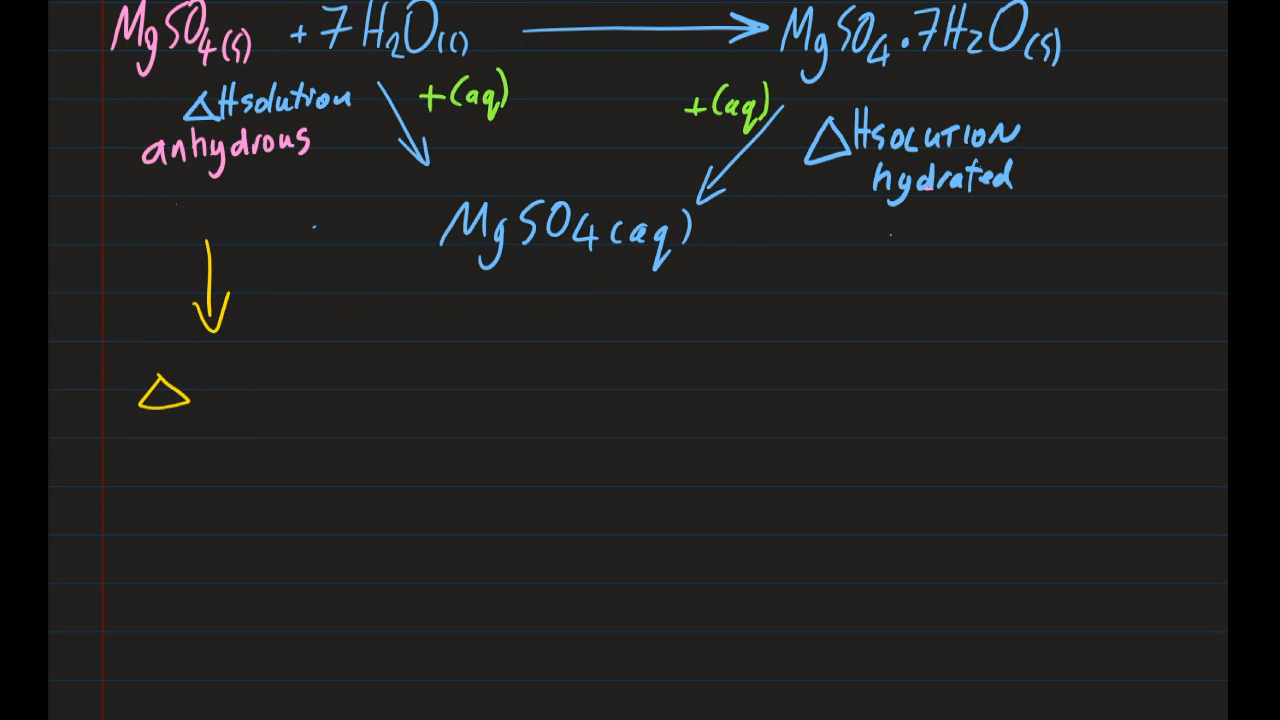 MgSO4(s) + 7H2O(l) → MgSO4·7H2O(s)
ΔHsolution +(aq) +(aq) ΔHSOLUTION
anhydrous hydrated
MgSO4(aq)
↓
Δ